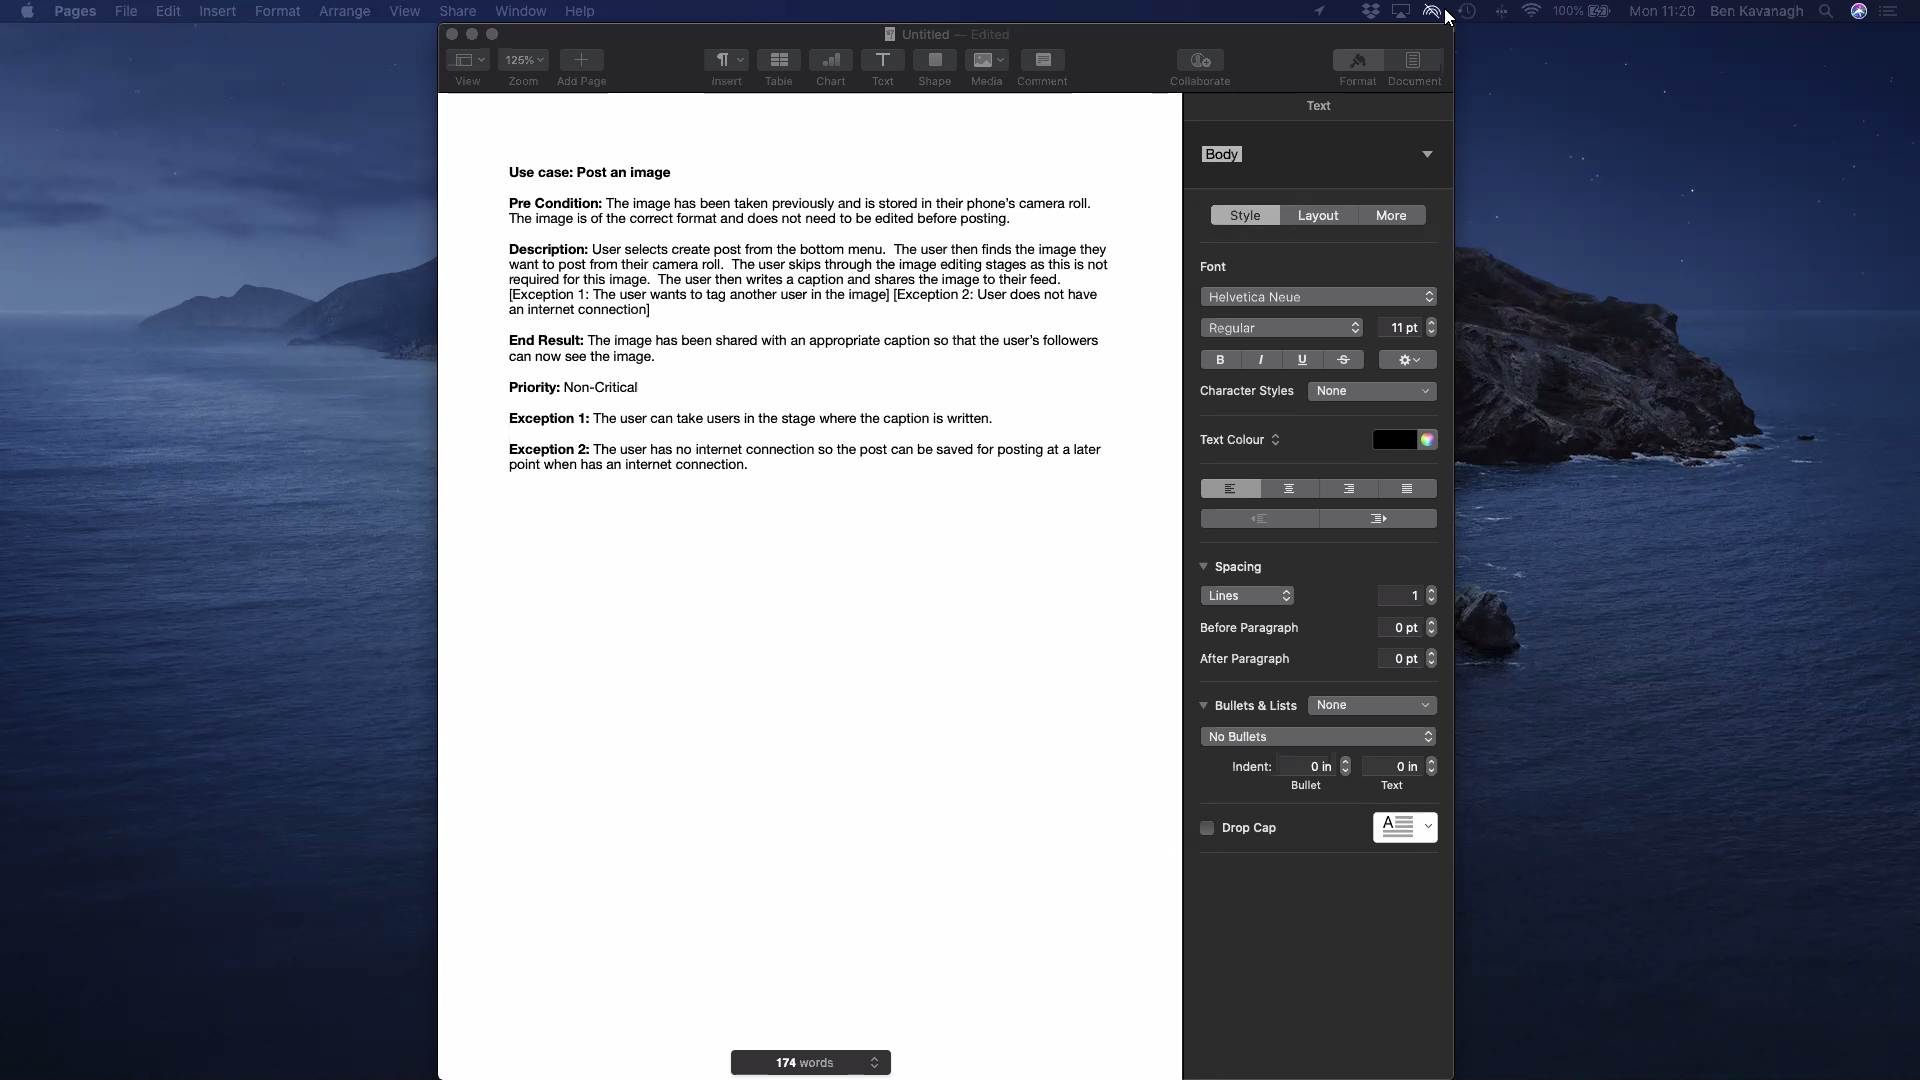 Pages File Edit Insert Format Arrange View Share Window Help 100% Mon 11:20 Ben Kavanagh
Untitled — Edited
125%
View Zoom Add Page Insert Table Chart Text Shape Media Comment Collaborate Format Document
Text
Use case: Post an image
Pre Condition: The image has been taken previously and is stored in their phone's camera roll.
The image is of the correct format and does not need to be edited before posting.
Description: User selects create post from the bottom menu. The user then finds the image they
want to post from their camera roll. The user skips through the image editing stages as this is not
required for this image. The user then writes a caption and shares the image to their feed.
[Exception 1: The user wants to tag another user in the image] [Exception 2: User does not have
an internet connection]
End Result: The image has been shared with an appropriate caption so that the user's followers
can now see the image.
Priority: Non-Critical
Exception 1: The user can take users in the stage where the caption is written.
Exception 2: The user has no internet connection so the post can be saved for posting at a later
point when has an internet connection.
174 words
Body
Style Layout More
Font
Helvetica Neue
Regular 11 pt
B I U S
Character Styles None
Text Colour
Spacing
Lines 1
Before Paragraph 0 pt
After Paragraph 0 pt
Bullets & Lists None
No Bullets
Indent: 0 in 0 in
Bullet Text
Drop Cap A